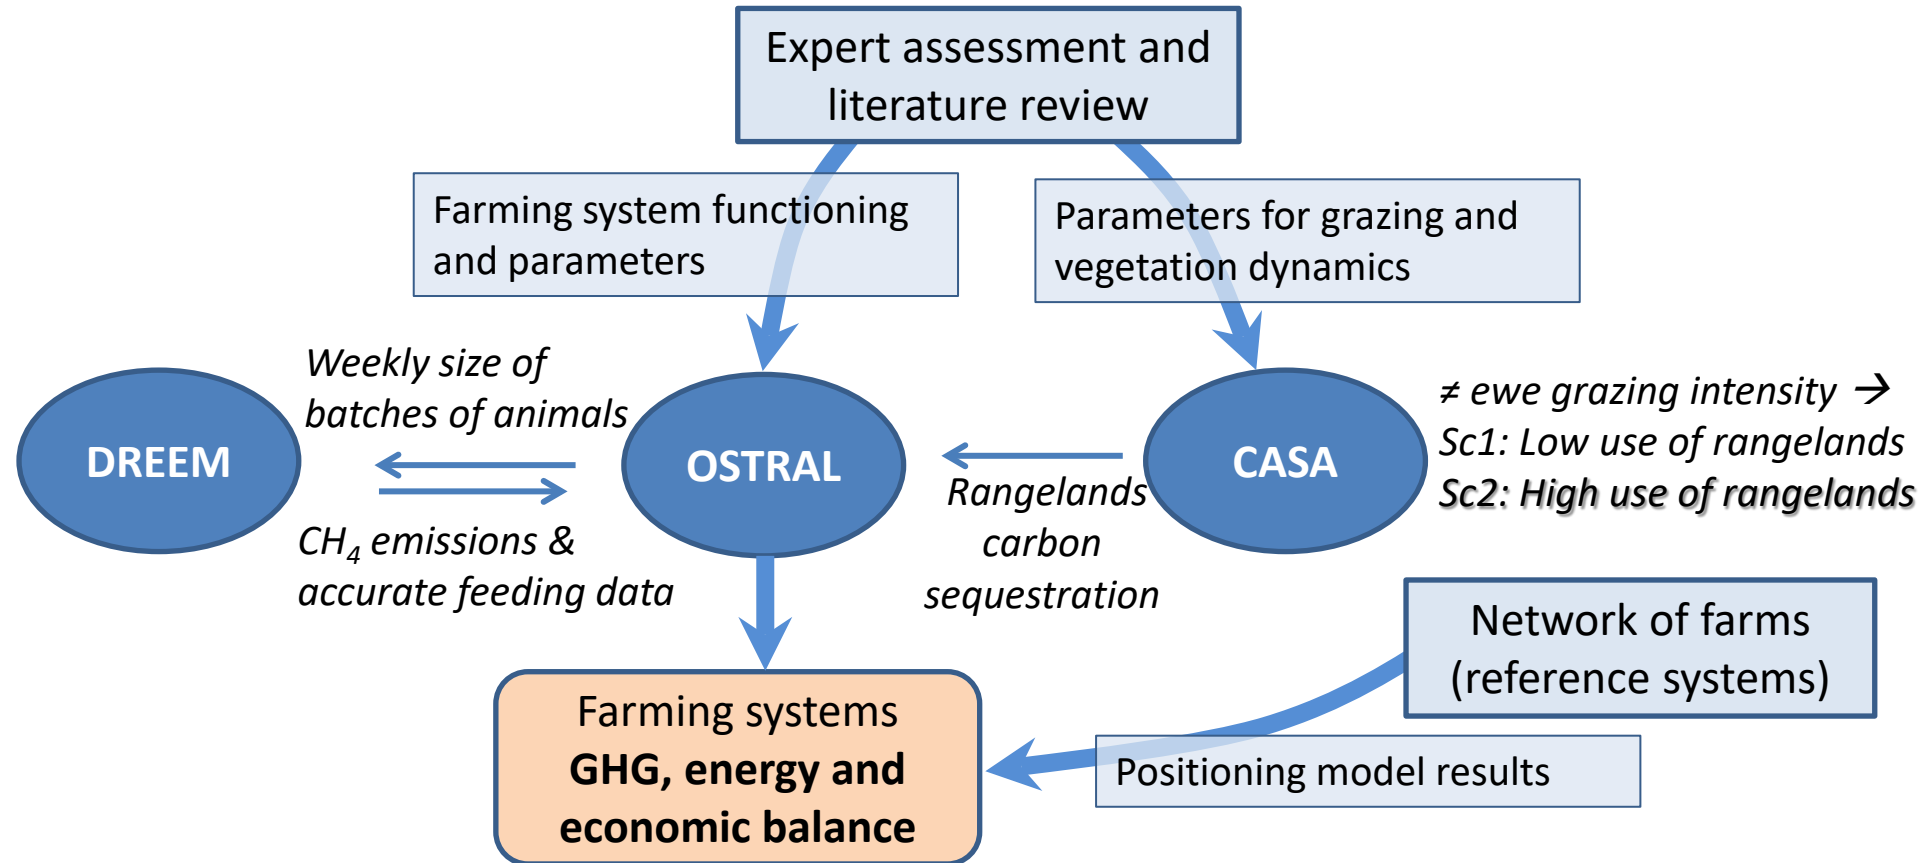 Expert assessment and
literature review
Farming system functioning
and parameters
Parameters for grazing and
vegetation dynamics
Weekly size of
batches of animals
DREEM
OSTRAL
CASA
≠ ewe grazing intensity →
Sc1: Low use of rangelands
Sc2: High use of rangelands
CH₄ emissions &
accurate feeding data
Rangelands
carbon
sequestration
Network of farms
(reference systems)
Farming systems
GHG, energy and
economic balance
Positioning model results